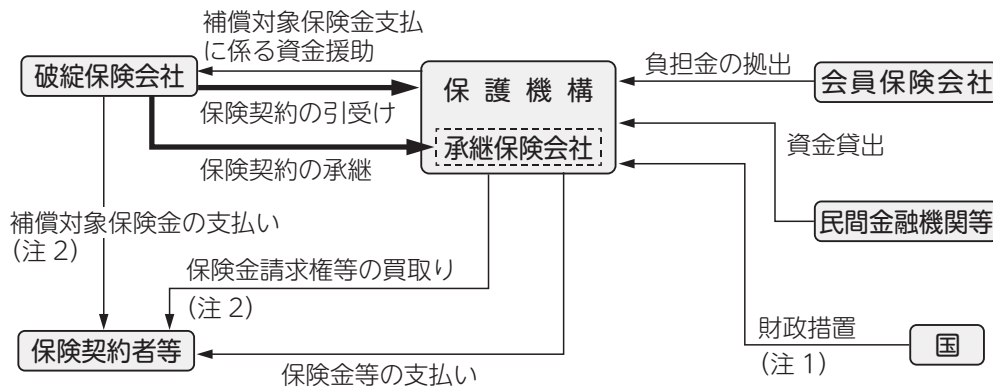 補償対象保険金支払
に係る資金援助
破綻保険会社
保険契約の引受け
保険契約の承継
保護機構
承継保険会社
負担金の拠出
会員保険会社
資金貸出
民間金融機関等
補償対象保険金の支払い
(注 2)
保険金請求権等の買取り
(注 2)
財政措置
(注 1)
国
保険契約者等
保険金等の支払い